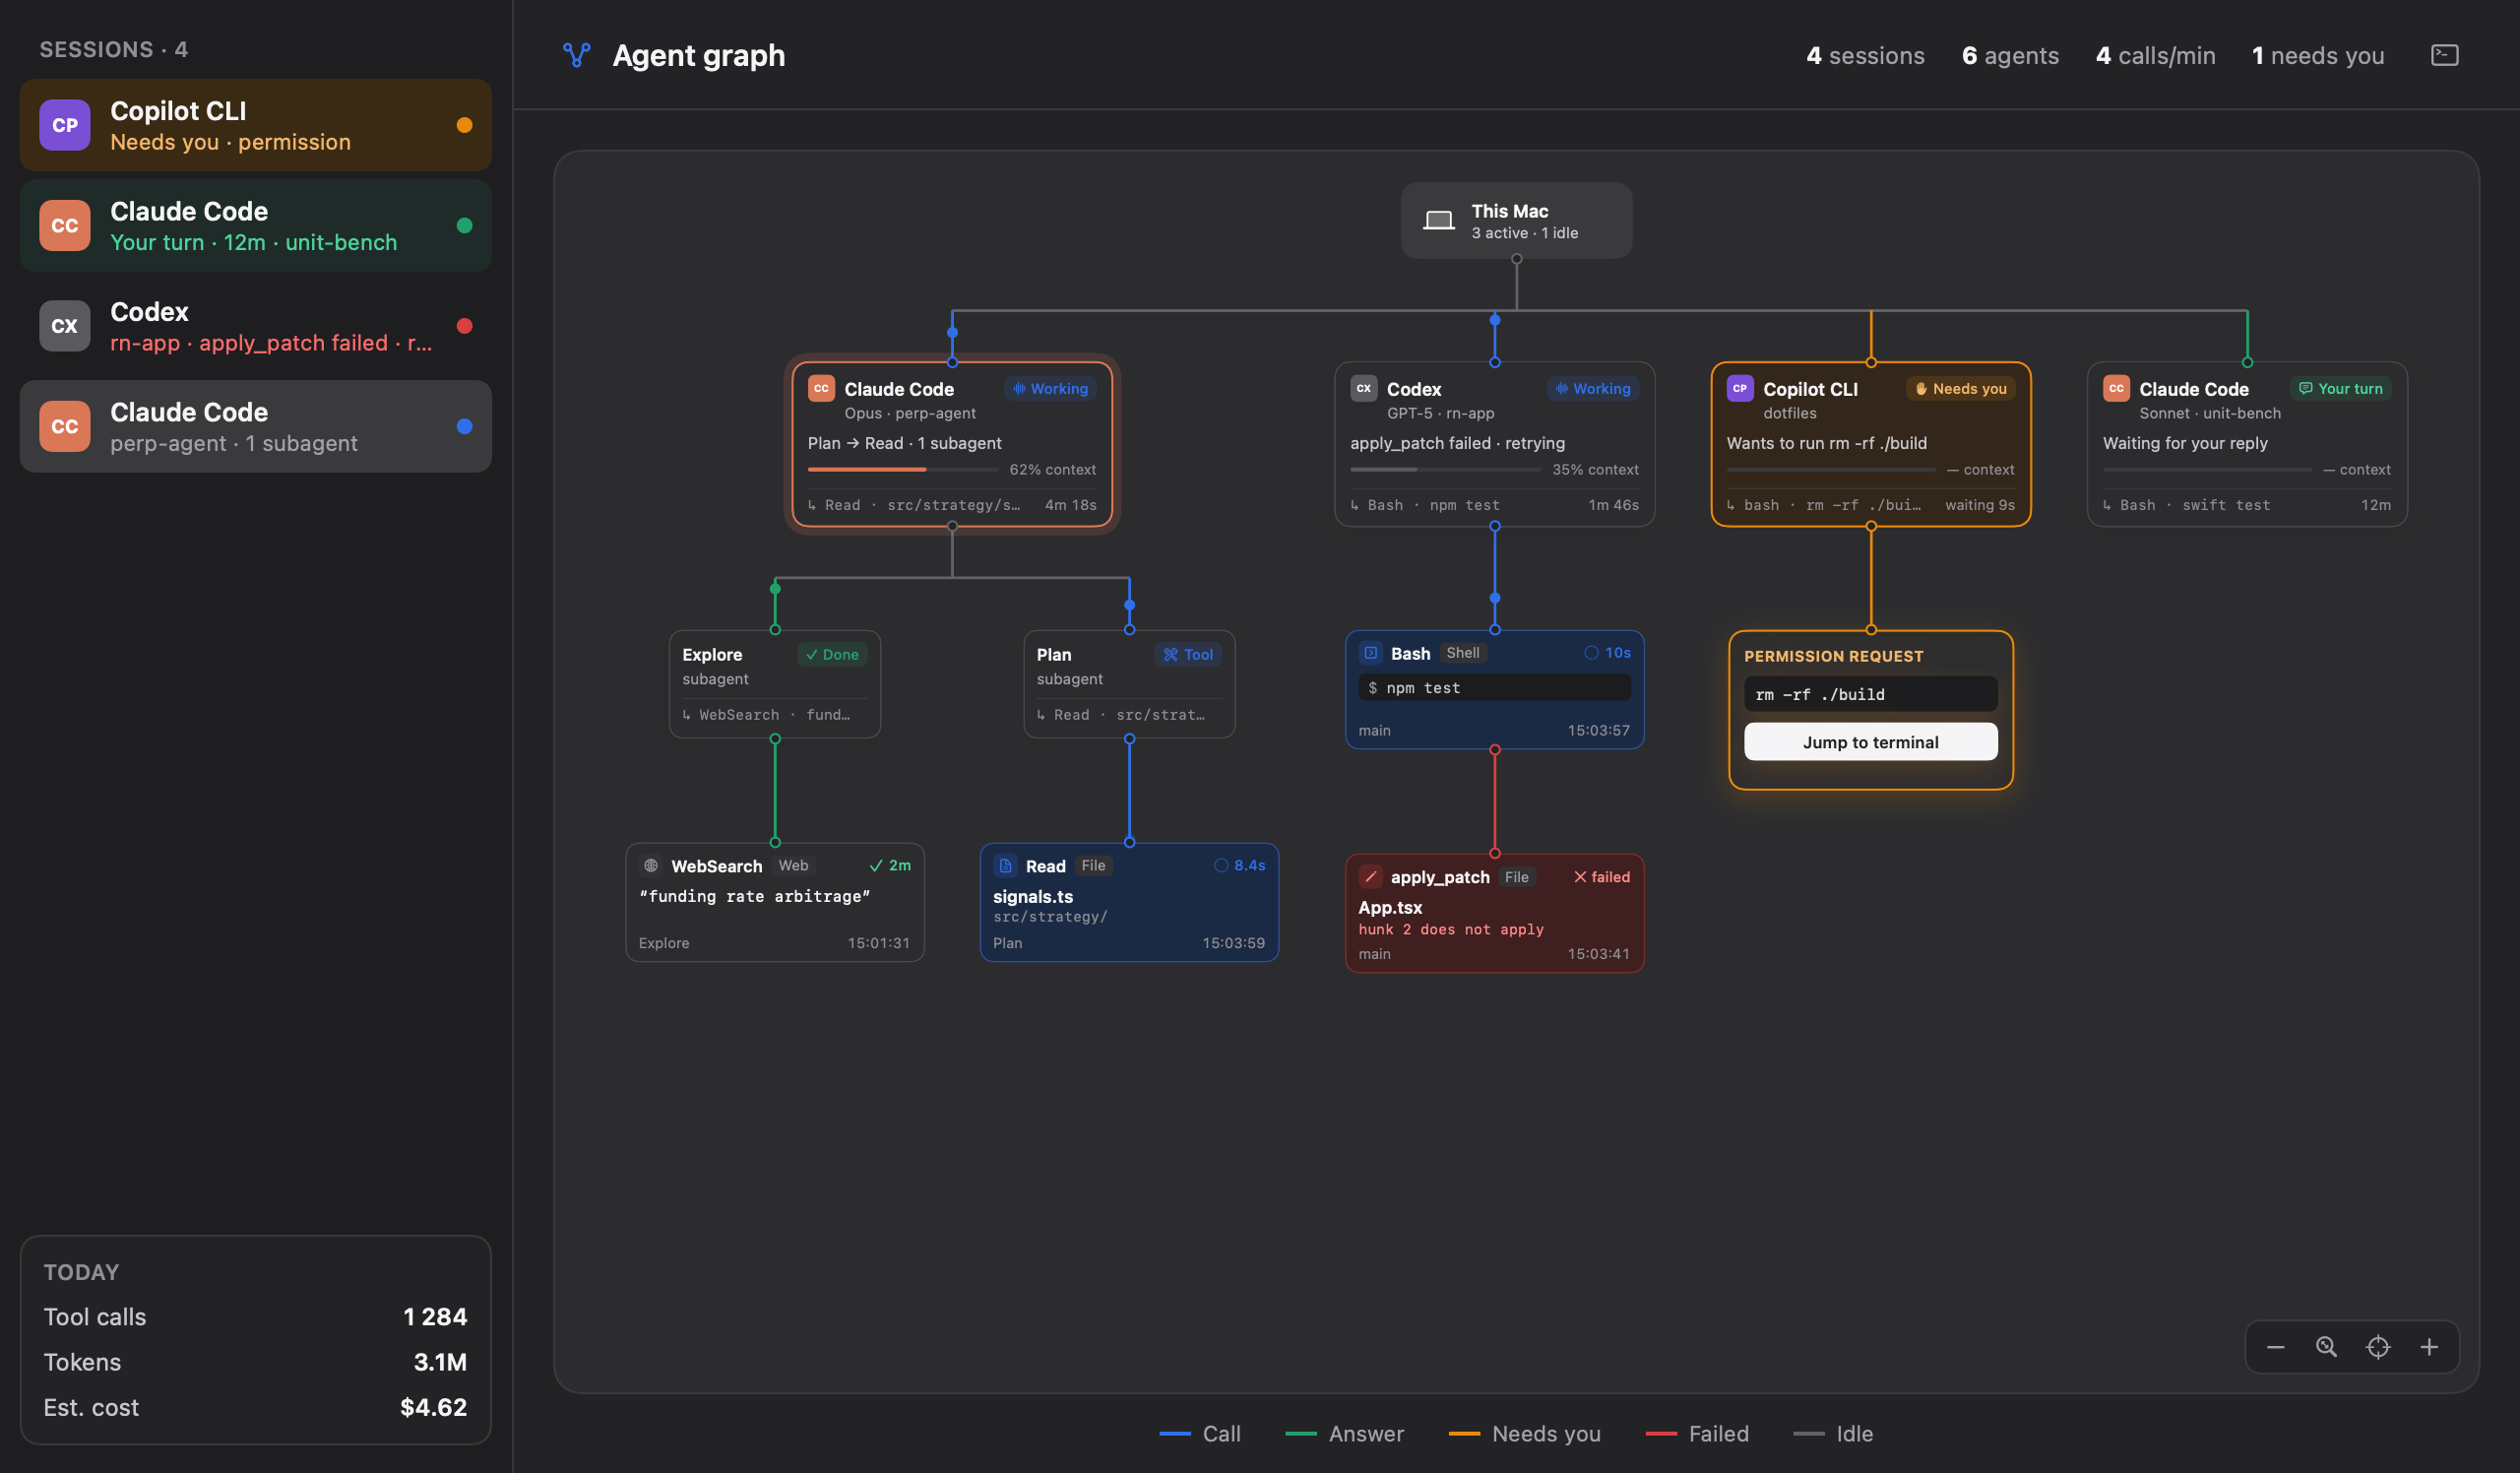 SESSIONS · 4
CP
Copilot CLI
Needs you · permission
CC
Claude Code
Your turn · 12m · unit-bench
CX
Codex
rn-app · apply_patch failed · r…
CC
Claude Code
perp-agent · 1 subagent
TODAY
Tool calls 1 284
Tokens 3.1M
Est. cost $4.62
Agent graph
4 sessions 6 agents 4 calls/min 1 needs you
This Mac
3 active · 1 idle
CC Claude Code Working
Opus · perp-agent
Plan → Read · 1 subagent
62% context
↳ Read · src/strategy/s… 4m 18s
CX Codex Working
GPT-5 · rn-app
apply_patch failed · retrying
35% context
↳ Bash · npm test 1m 46s
CP Copilot CLI Needs you
dotfiles
Wants to run rm -rf ./build
— context
↳ bash · rm -rf ./bui… waiting 9s
CC Claude Code Your turn
Sonnet · unit-bench
Waiting for your reply
— context
↳ Bash · swift test 12m
Explore Done
subagent
↳ WebSearch · fund…
Plan Tool
subagent
↳ Read · src/strat…
Bash Shell 10s
$ npm test
main 15:03:57
PERMISSION REQUEST
rm -rf ./build
Jump to terminal
WebSearch Web 2m
“funding rate arbitrage”
Explore 15:01:31
Read File 8.4s
signals.ts
src/strategy/
Plan 15:03:59
apply_patch File failed
App.tsx
hunk 2 does not apply
main 15:03:41
Call Answer Needs you Failed Idle